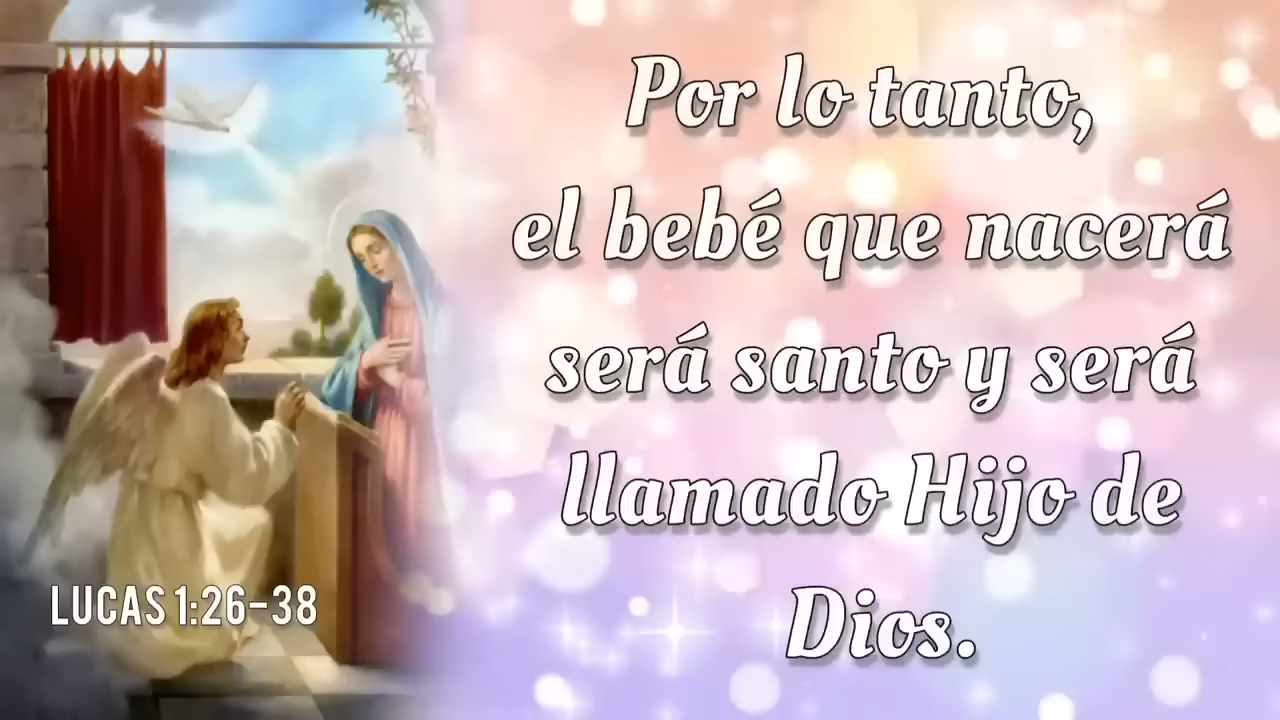 Por lo tanto,
el bebé que nacerá
será santo y será
llamado Hijo de
Dios.
LUCAS 1:26-38